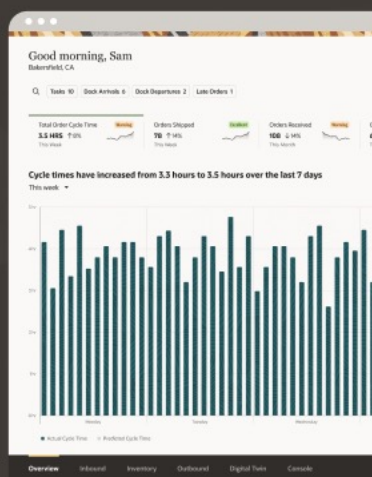 Good morning, Sam
Bakersfield, CA
Tasks 10 Dock Arrivals 6 Dock Departures 2 Late Orders 1
Total Order Cycle Time Warning
3.5 HRS
This Week
Orders Shipped Excellent
78 ↑ 14%
This Week
Orders Received Warning
108 ↓ 14%
This Month
Cycle times have increased from 3.3 hours to 3.5 hours over the last 7 days
This week
Monday Tuesday Wednesday
Actual Cycle Time Predicted Cycle Time
Overview Inbound Inventory Outbound Digital Twin Console